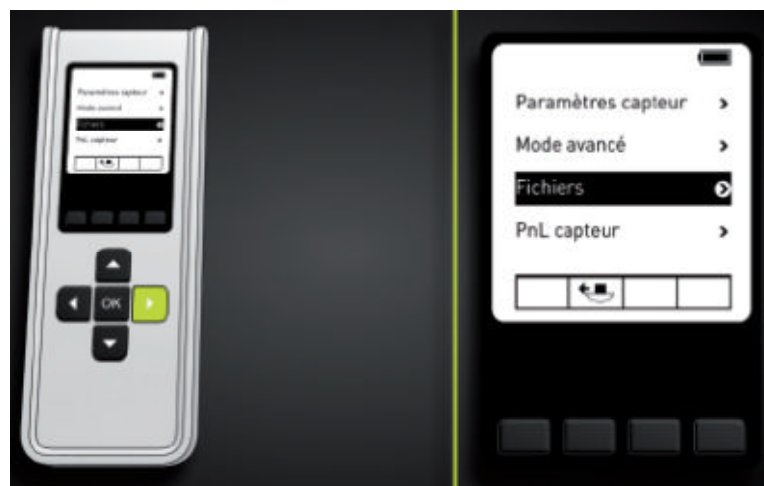 Paramètres capteur
Mode avancé
Fichiers
PnL capteur
OK
Paramètres capteur
Mode avancé
Fichiers
PnL capteur